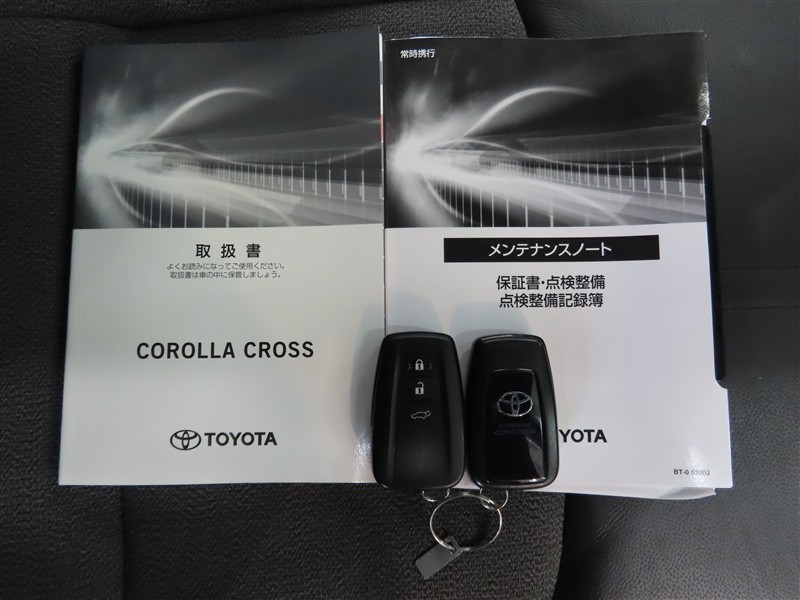 取扱書
よくお読みになってご使用ください。
取扱書は車の中に保管しましょう。
COROLLA CROSS
TOYOTA
常時携行
メンテナンスノート
保証書・点検整備
点検整備記録簿
YOTA